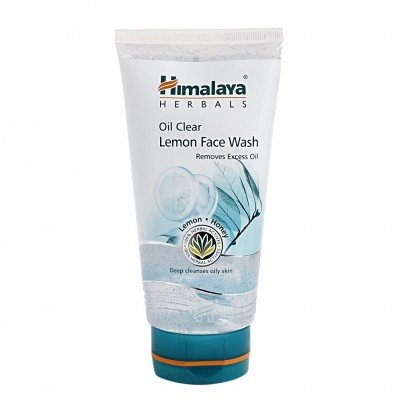 Himalaya®
HERBALS
Oil Clear
Lemon Face Wash
Removes Excess Oil
Lemon • Honey
Deep cleanses oily skin